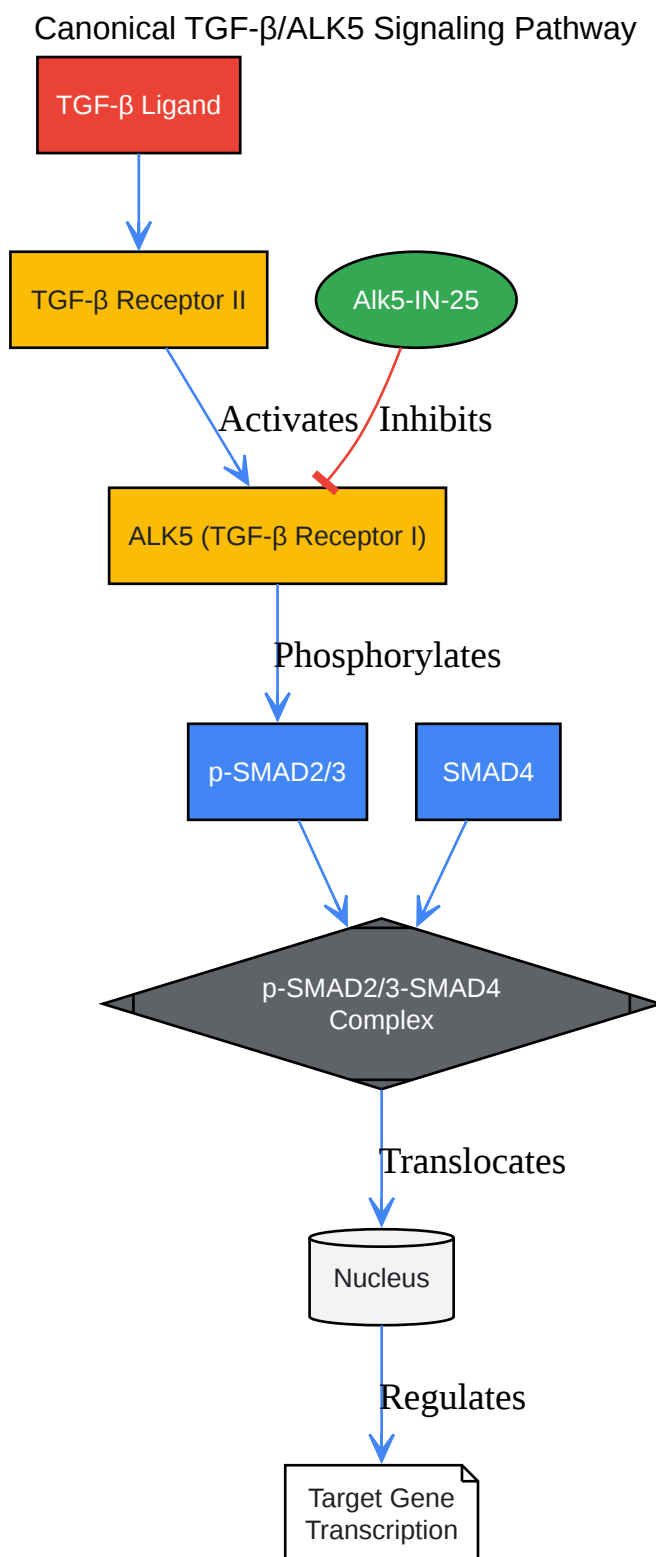 Canonical TGF-β/ALK5 Signaling Pathway
TGF-β Ligand
TGF-β Receptor II
Alk5-IN-25
Activates
Inhibits
ALK5 (TGF-β Receptor I)
Phosphorylates
p-SMAD2/3
SMAD4
p-SMAD2/3-SMAD4
Complex
Translocates
Nucleus
Regulates
Target Gene
Transcription